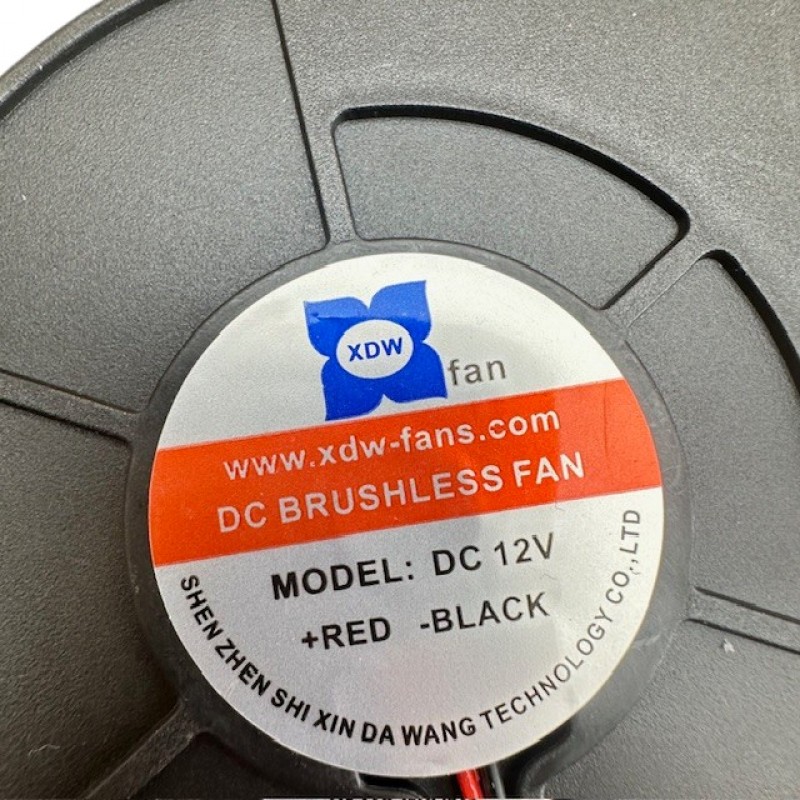 XDW
fan
www.xdw-fans.com
DC BRUSHLESS FAN
MODEL: DC 12V
+RED -BLACK
SHEN ZHEN SHI XIN DA WANG TECHNOLOGY CO.,LTD